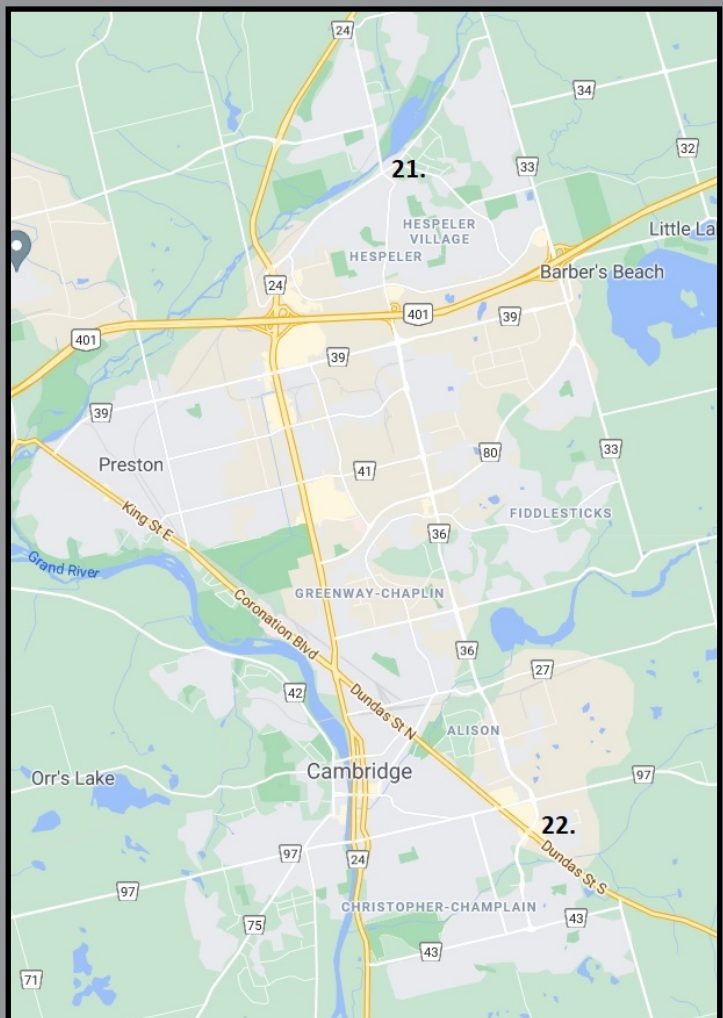 24
34
33
32
21.
HESPELER
VILLAGE
HESPELER
Little La
Barber's Beach
24
401
39
401
39
39
Preston
80
41
33
FIDDLESTICKS
King St E
36
Grand River
GREENWAY-CHAPLIN
Coronation Blvd
36
27
42
Dundas St N
ALISON
Cambridge
97
Orr's Lake
22.
97
24
Dundas St S
97
CHRISTOPHER-CHAMPLAIN
43
75
43
71